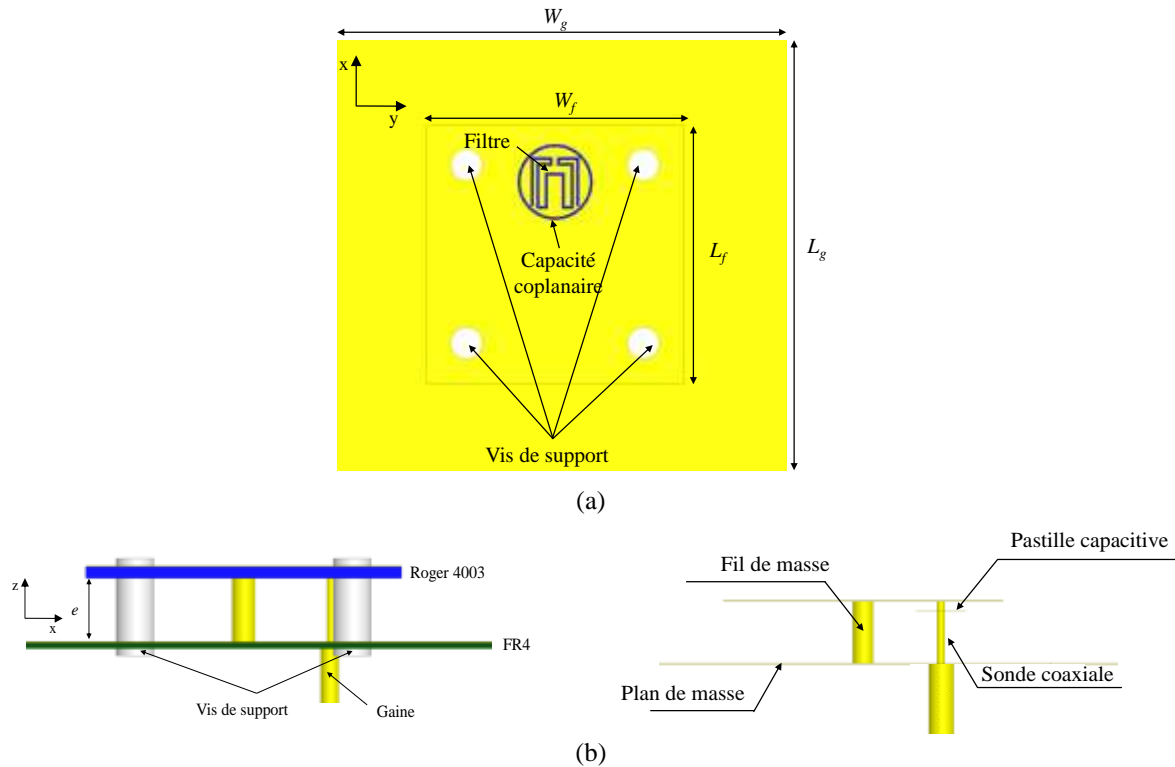 W_g
x
y
W_f
Filtre
Capacité
coplanaire
L_f
L_g
Vis de support
(a)
Pastille capacitive
Fil de masse
Roger 4003
z
e
x
FR4
Sonde coaxiale
Plan de masse
Vis de support
Gaine
(b)